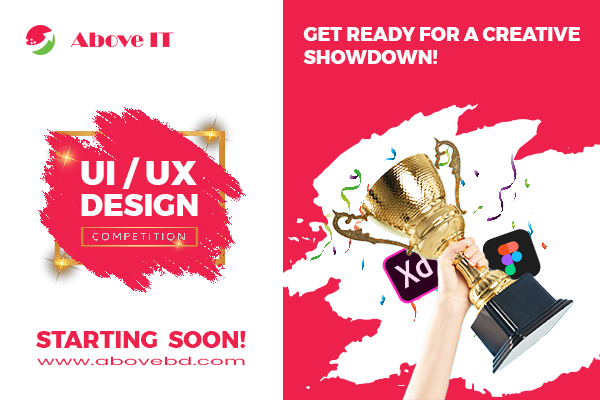 Above IT
UI / UX
DESIGN
COMPETITION
STARTING SOON!
www.abovebd.com
GET READY FOR A CREATIVE
SHOWDOWN!
XD